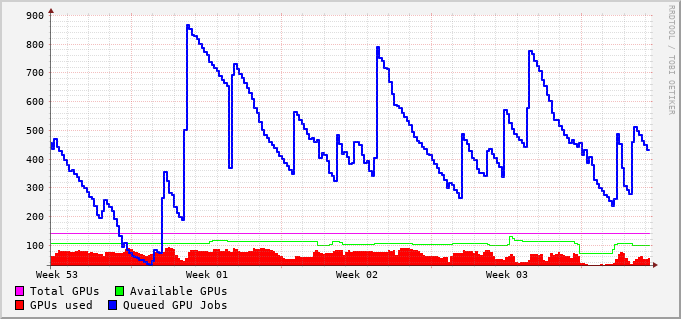 900
800
700
600
500
400
300
200
100
Week 53 Week 01 Week 02 Week 03
Total GPUs Available GPUs
GPUs used Queued GPU Jobs
RRDTOOL / TOBI OETIKER